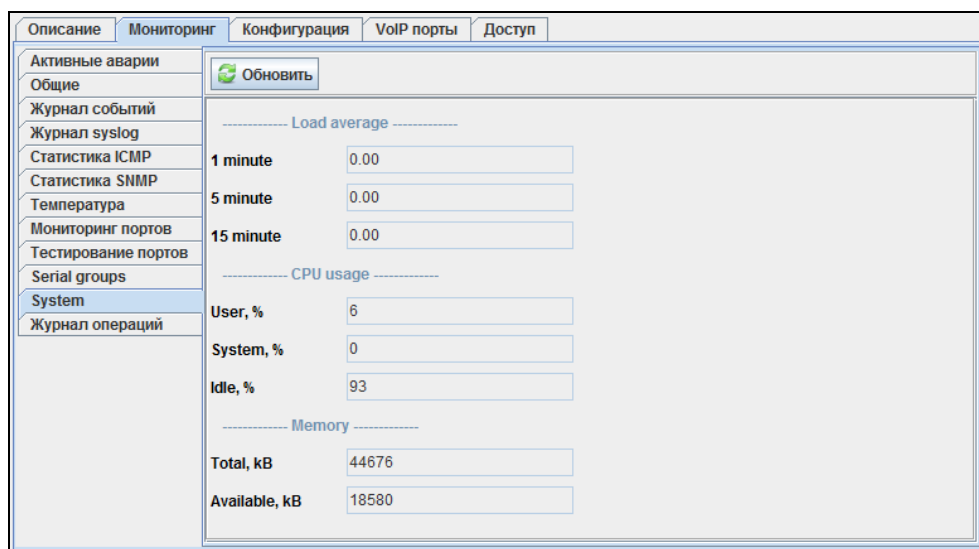 Описание Мониторинг Конфигурация VoIP порты Доступ
Активные аварии
Общие
Журнал событий
Журнал syslog
Статистика ICMP
Статистика SNMP
Температура
Мониторинг портов
Тестирование портов
Serial groups
System
Журнал операций
Обновить
------------- Load average -------------
1 minute 0.00
5 minute 0.00
15 minute 0.00
------------- CPU usage -------------
User, % 6
System, % 0
Idle, % 93
------------- Memory -------------
Total, kB 44676
Available, kB 18580